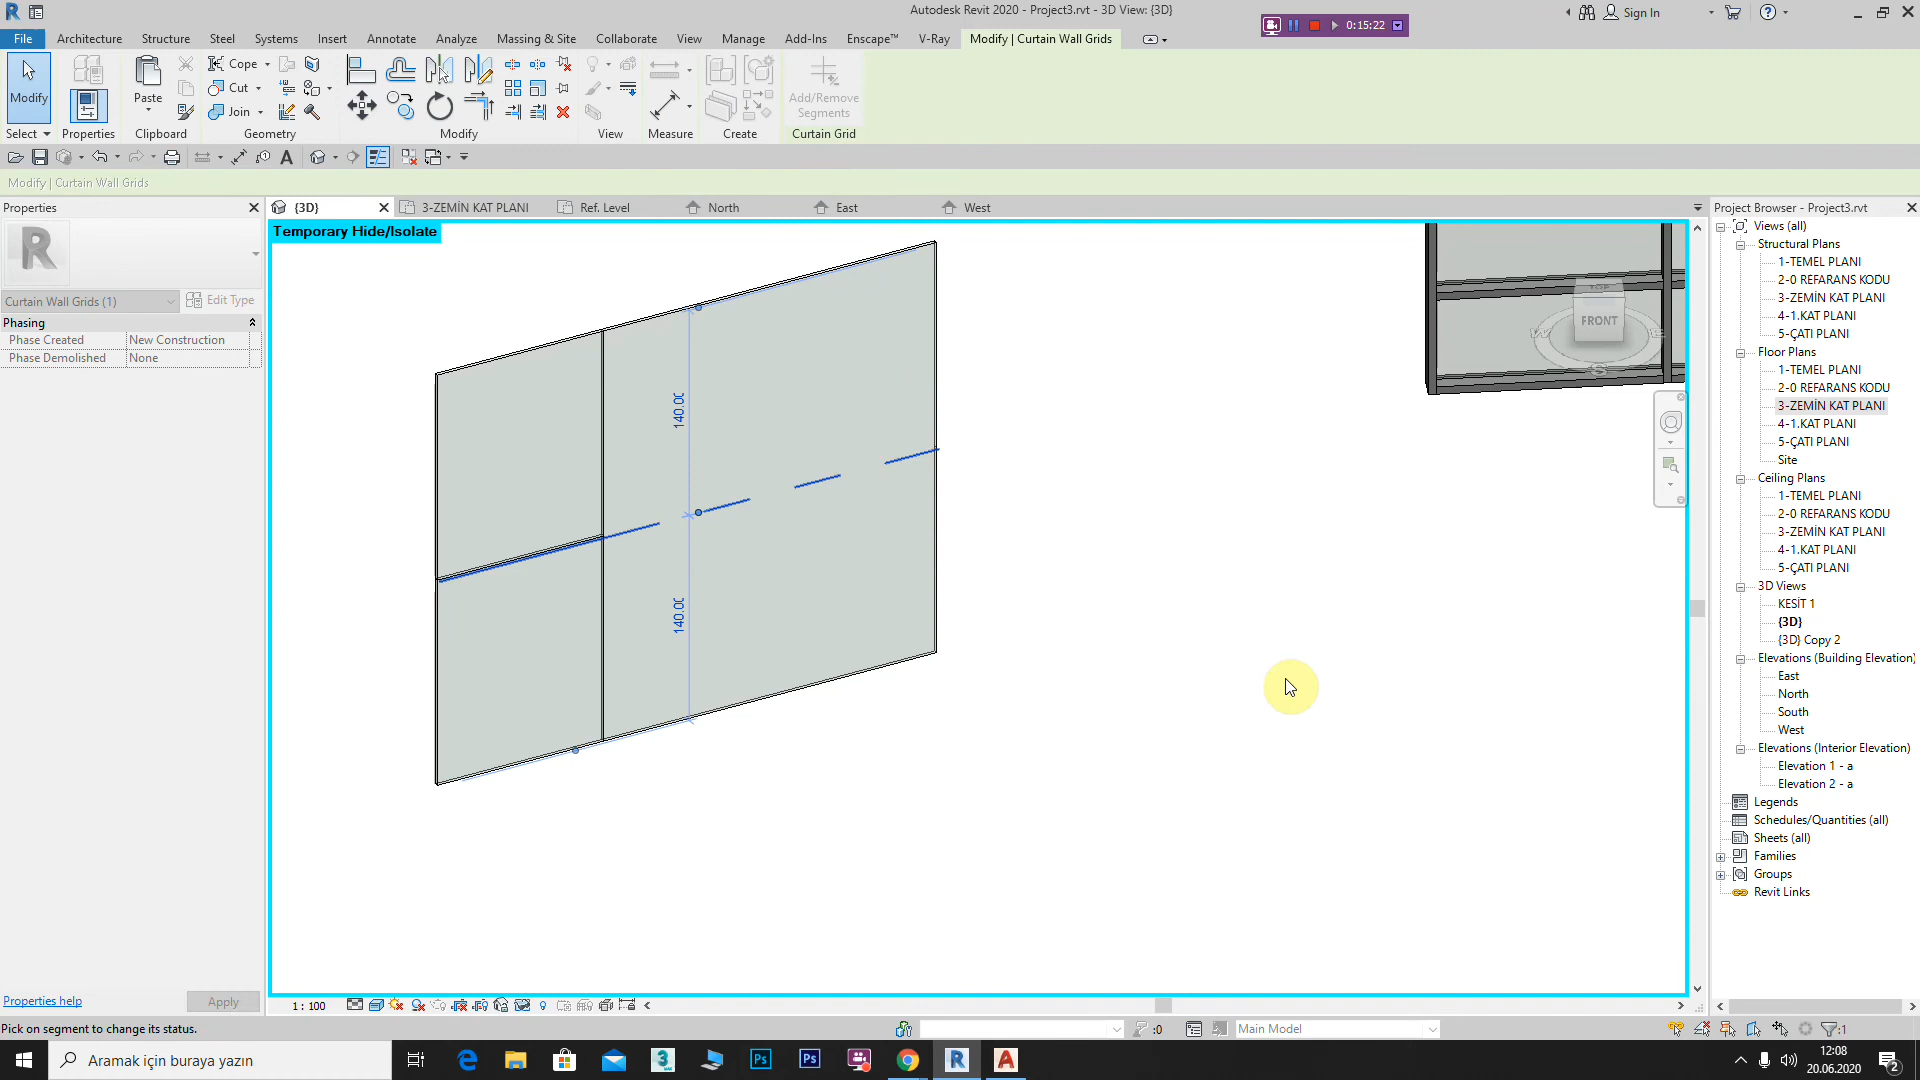 Autodesk Revit 2020 - Project3.rvt - 3D View: {3D}
0:15:22
Sign In
File
Architecture
Structure
Steel
Systems
Insert
Annotate
Analyze
Massing & Site
Collaborate
View
Manage
Add-Ins
Enscape™
V-Ray
Modify | Curtain Wall Grids
Modify
Paste
Cope
Cut
Join
Add/Remove
Segments
Select
Properties
Clipboard
Geometry
Modify
View
Measure
Create
Curtain Grid
Modify | Curtain Wall Grids
Properties
{3D}
3-ZEMİN KAT PLANI
Ref. Level
North
East
West
Project Browser - Project3.rvt
Temporary Hide/Isolate
R
Curtain Wall Grids (1)
Edit Type
Phasing
Phase Created
New Construction
Phase Demolished
None
140.00
140.00
TOP
FRONT
W
E
S
Views (all)
Structural Plans
1-TEMEL PLANI
2-0 REFARANS KODU
3-ZEMİN KAT PLANI
4-1.KAT PLANI
5-ÇATI PLANI
Floor Plans
1-TEMEL PLANI
2-0 REFARANS KODU
3-ZEMİN KAT PLANI
4-1.KAT PLANI
5-ÇATI PLANI
Site
Ceiling Plans
1-TEMEL PLANI
2-0 REFARANS KODU
3-ZEMİN KAT PLANI
4-1.KAT PLANI
5-ÇATI PLANI
3D Views
KESİT 1
{3D}
{3D} Copy 2
Elevations (Building Elevation)
East
North
South
West
Elevations (Interior Elevation)
Elevation 1 - a
Elevation 2 - a
Legends
Schedules/Quantities (all)
Sheets (all)
Families
Groups
Revit Links
Properties help
Apply
1 : 100
Pick on segment to change its status.
:0
Main Model
:1
Aramak için buraya yazın
12:08
20.06.2020
2